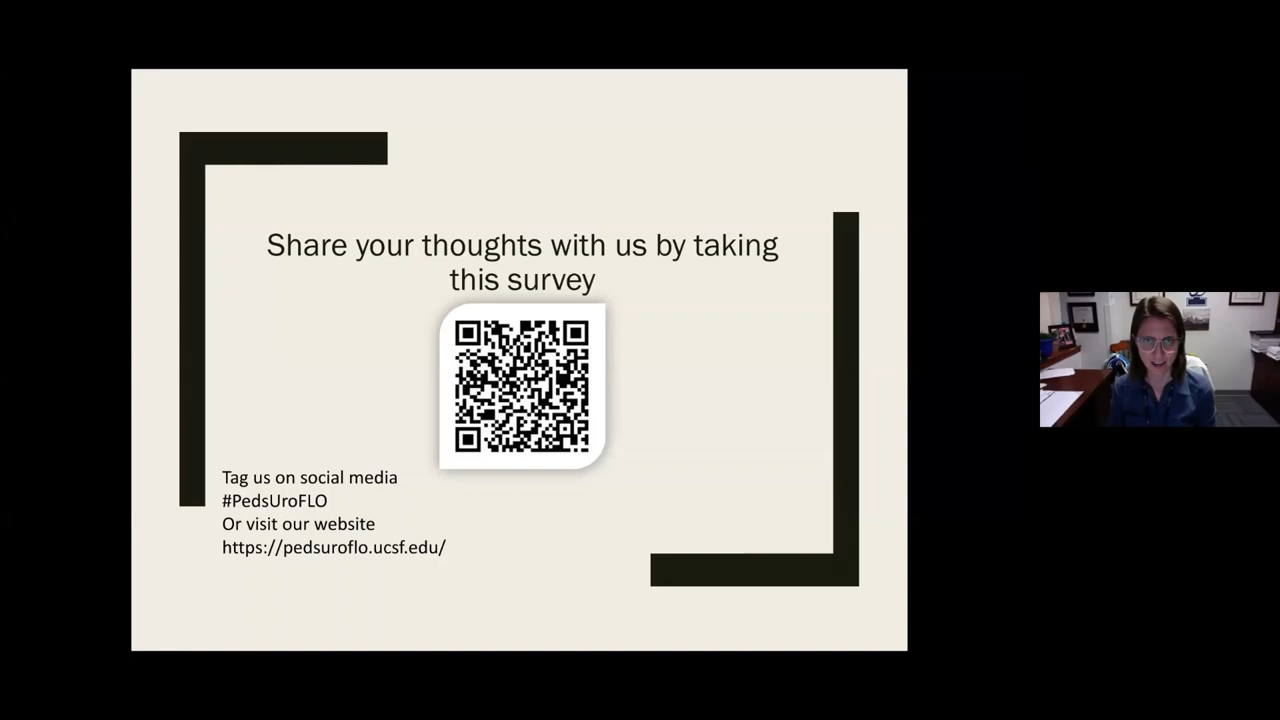 Share your thoughts with us by taking
this survey
Tag us on social media
#PedsUroFLO
Or visit our website
https://pedsuroflo.ucsf.edu/